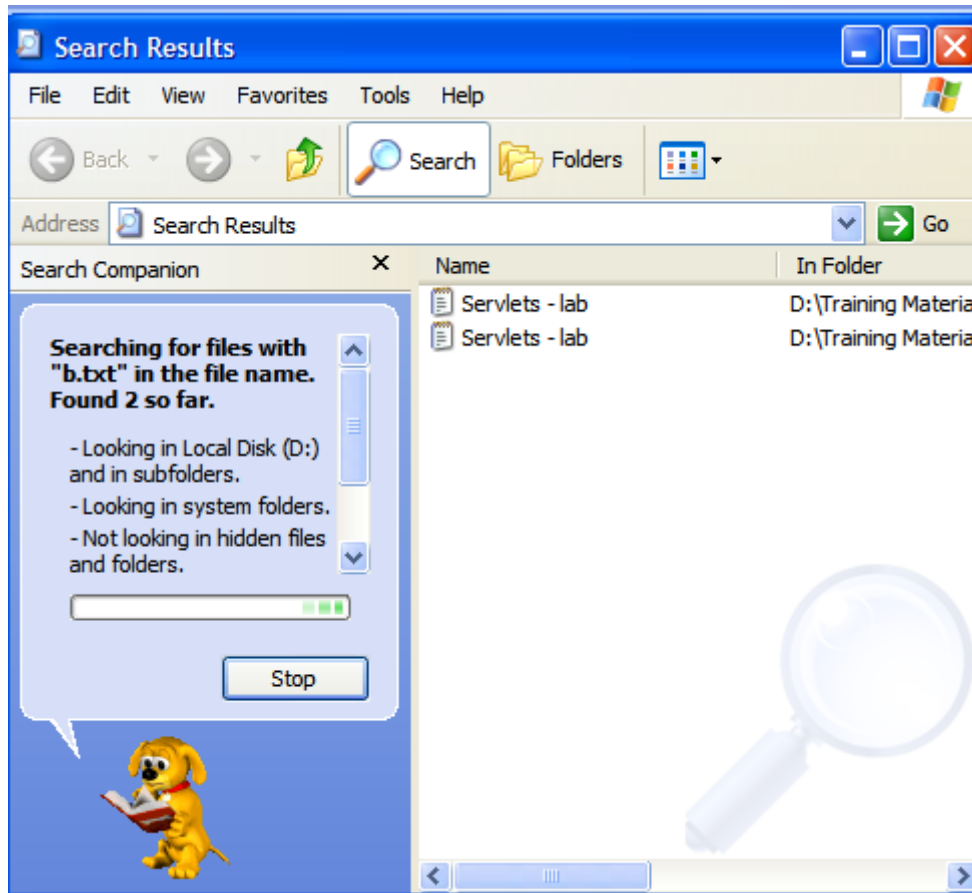 Search Results
File Edit View Favorites Tools Help
Back Search Folders
Address Search Results Go
Search Companion
Searching for files with
"b.txt" in the file name.
Found 2 so far.
- Looking in Local Disk (D:)
and in subfolders.
- Looking in system folders.
- Not looking in hidden files
and folders.
Stop
Name In Folder
Servlets - lab D:\Training Materia
Servlets - lab D:\Training Materia